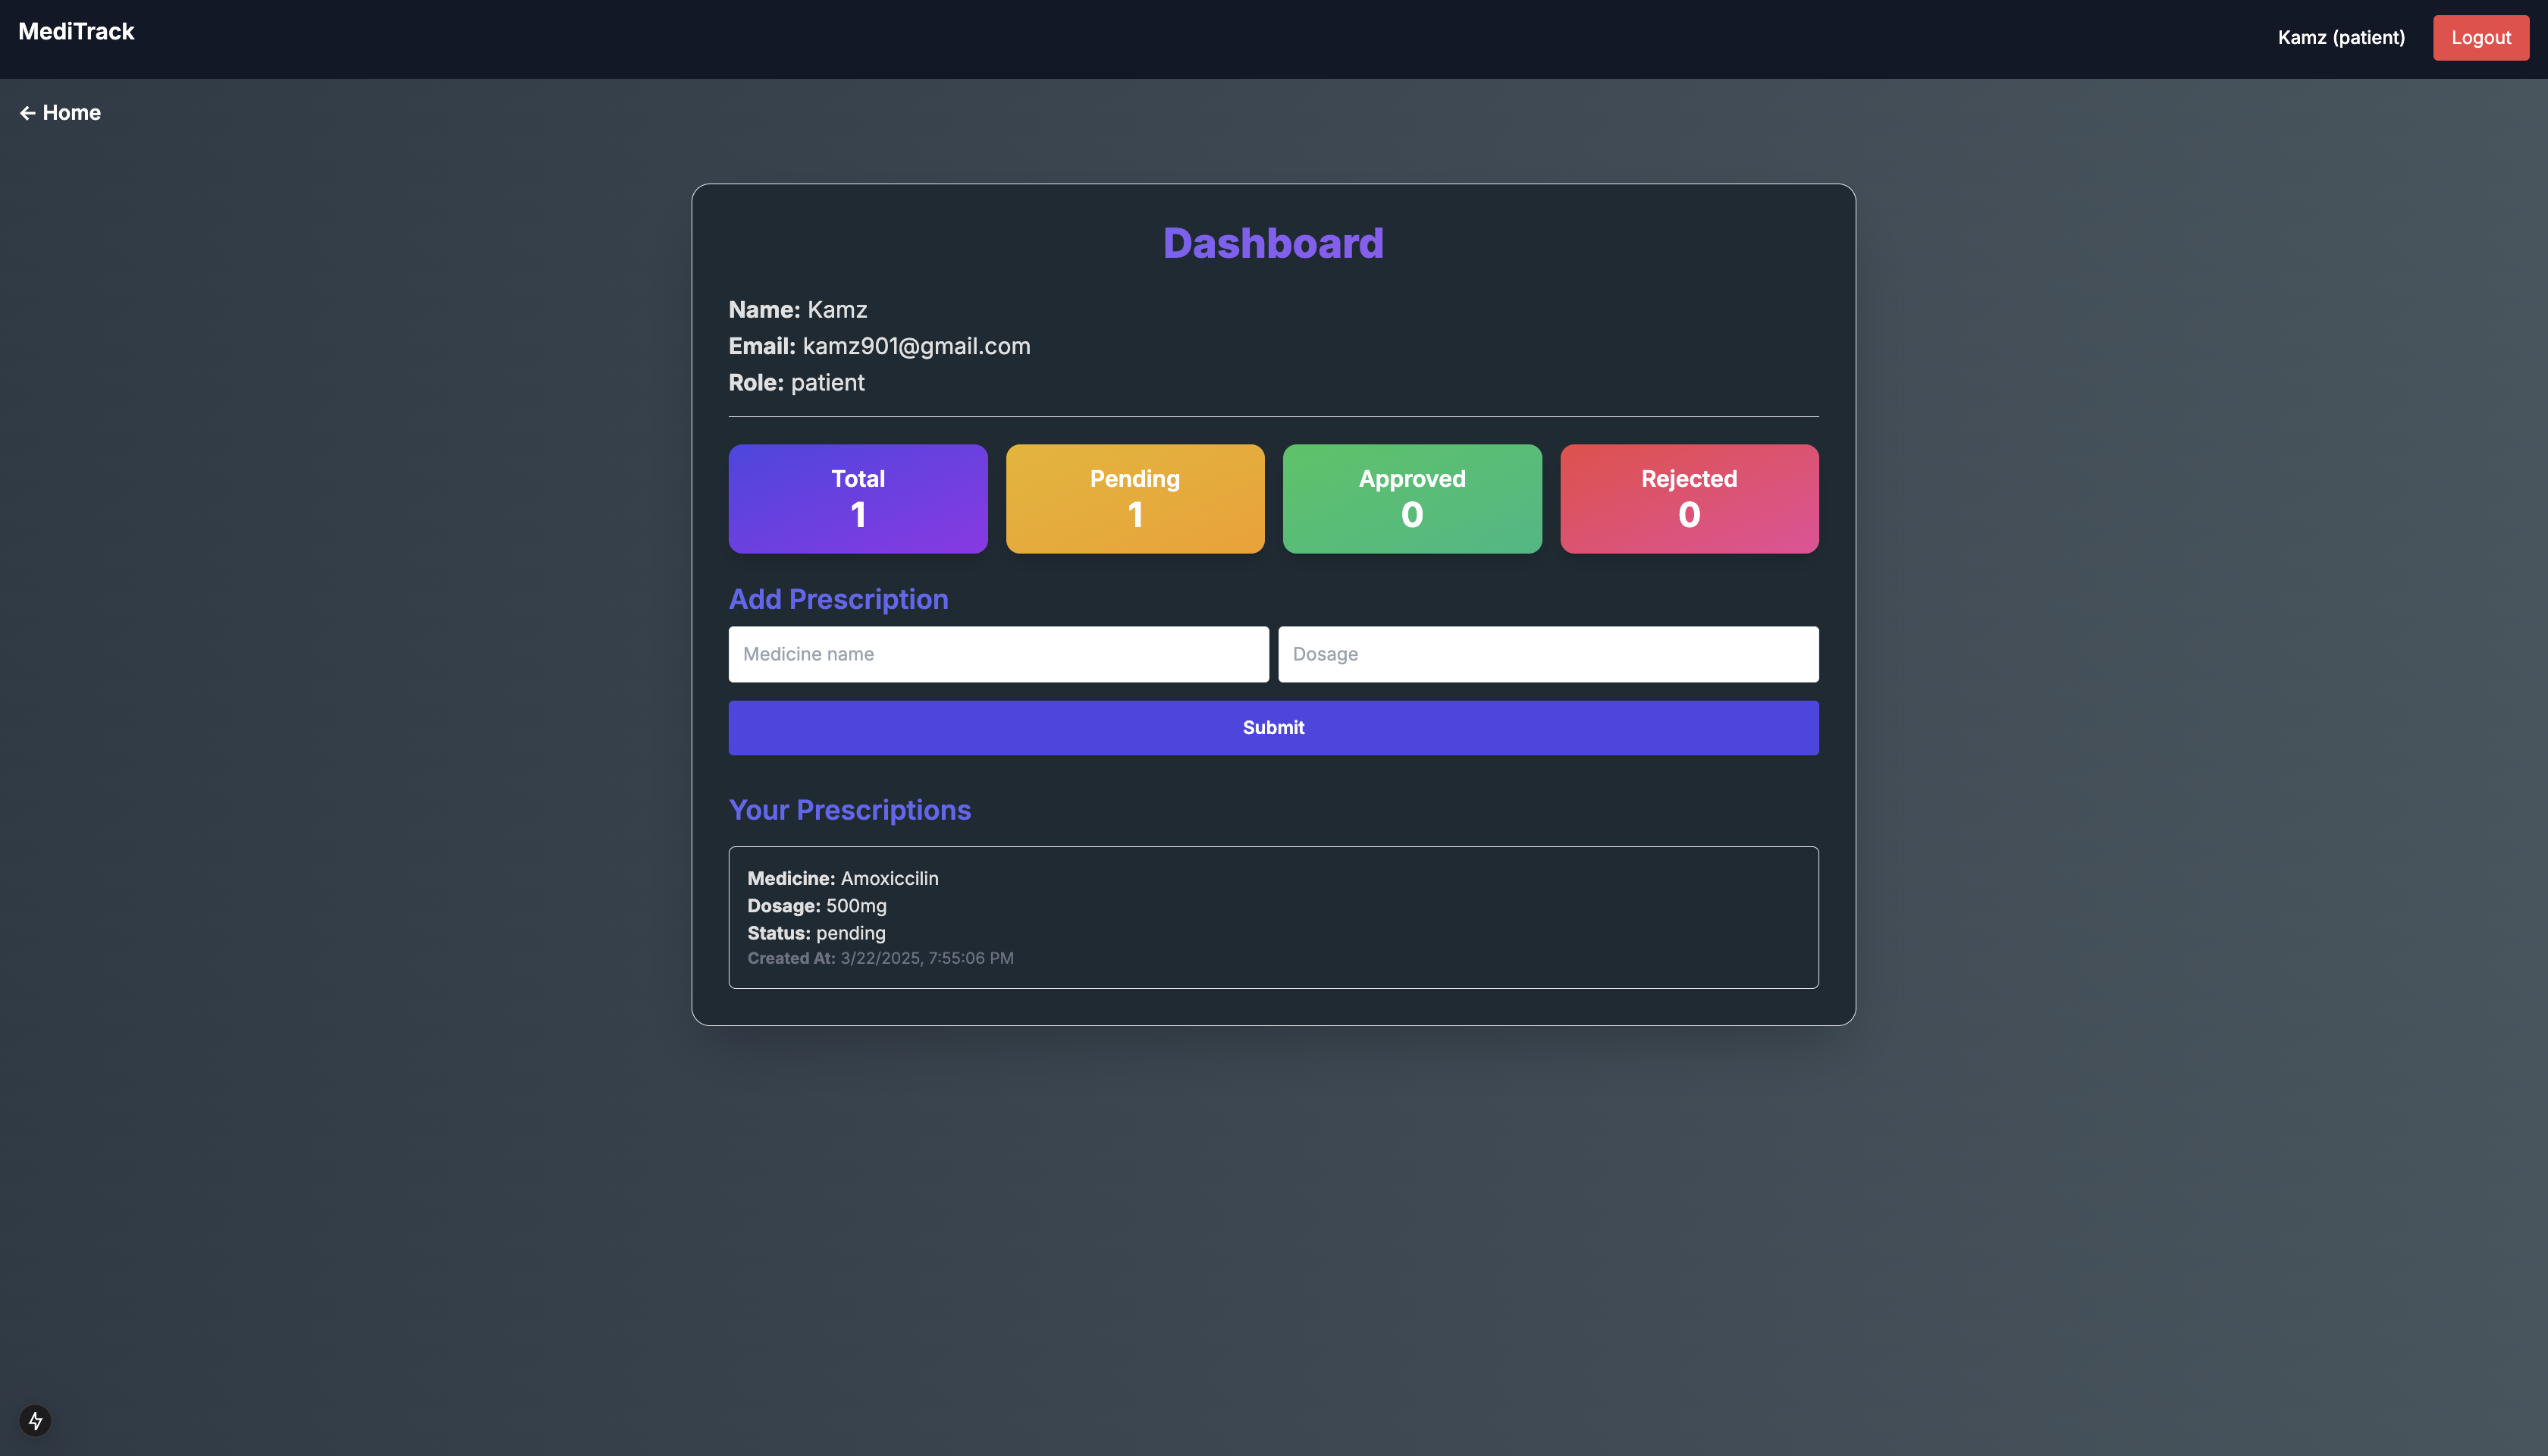 MediTrack
Kamz (patient)
Logout
← Home
Dashboard
Name: Kamz
Email: kamz901@gmail.com
Role: patient
Total
1
Pending
1
Approved
0
Rejected
0
Add Prescription
Medicine name
Dosage
Submit
Your Prescriptions
Medicine: Amoxiccilin
Dosage: 500mg
Status: pending
Created At: 3/22/2025, 7:55:06 PM